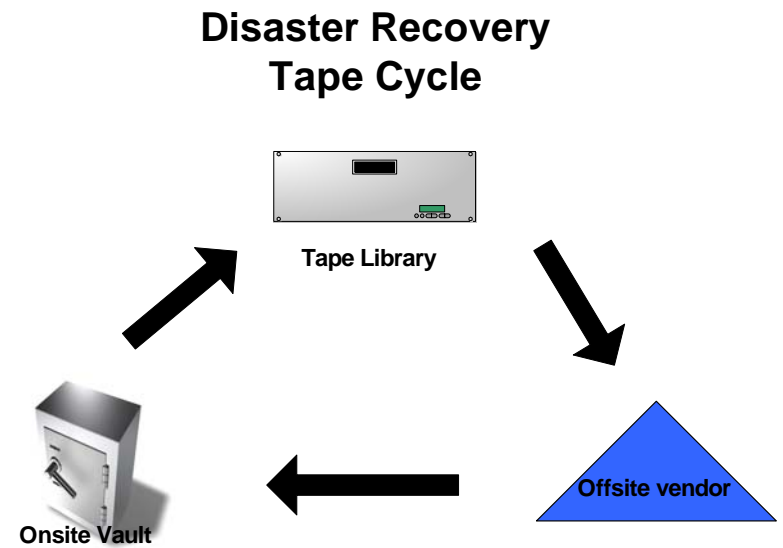 Disaster Recovery
Tape Cycle
Tape Library
Offsite vendor
Onsite Vault